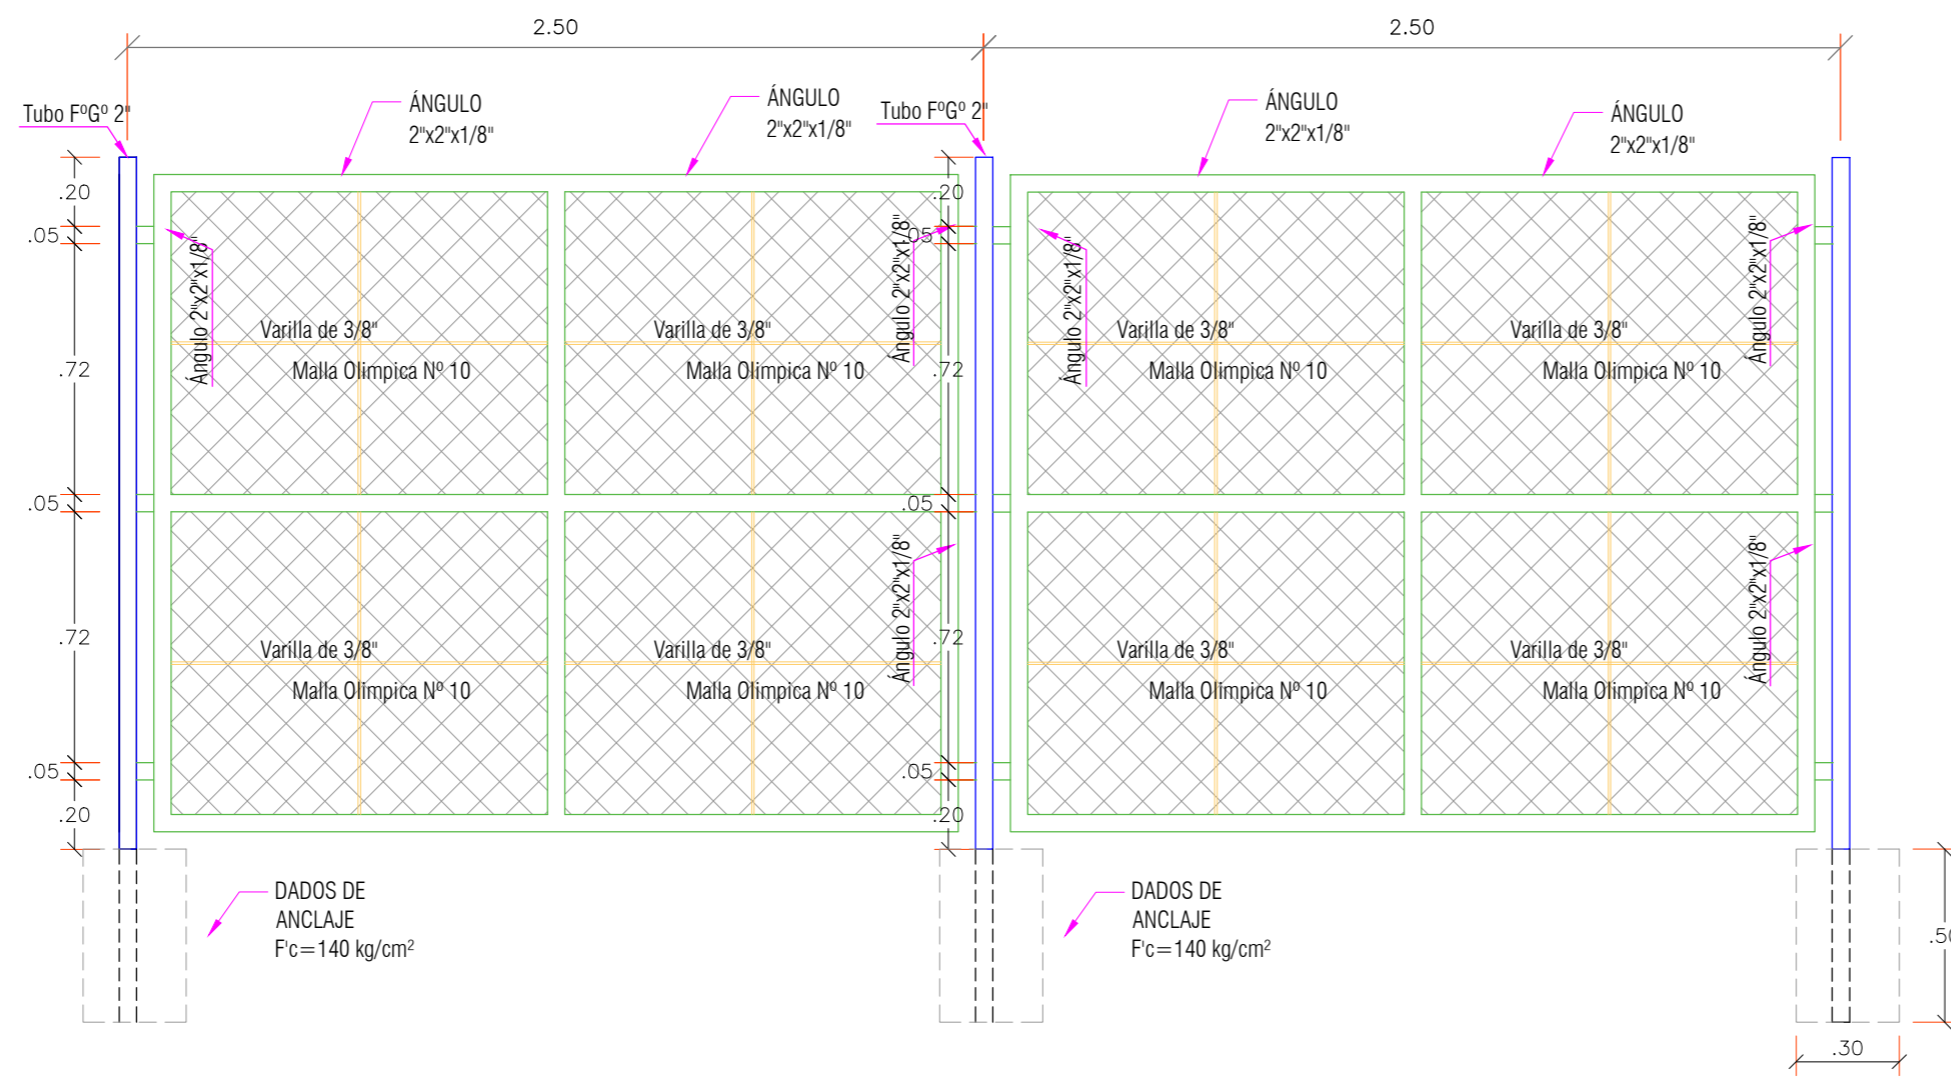 2.50
2.50
Tubo FºGº 2"
ÁNGULO
2"x2"x1/8"
ÁNGULO
2"x2"x1/8"
Tubo FºGº 2"
ÁNGULO
2"x2"x1/8"
ÁNGULO
2"x2"x1/8"
.20
.05
.72
.05
.72
.05
.20
Ángulo 2"x2"x1/8"
Varilla de 3/8"
Malla Olimpica Nº 10
Varilla de 3/8"
Malla Olimpica Nº 10
Ángulo 2"x2"x1/8"
Varilla de 3/8"
Malla Olimpica Nº 10
Varilla de 3/8"
Malla Olimpica Nº 10
Ángulo 2"x2"x1/8"
.20
.05
.72
.05
.72
.05
.20
Ángulo 2"x2"x1/8"
Varilla de 3/8"
Malla Olimpica Nº 10
Varilla de 3/8"
Malla Olimpica Nº 10
Ángulo 2"x2"x1/8"
Varilla de 3/8"
Malla Olimpica Nº 10
Varilla de 3/8"
Malla Olimpica Nº 10
Ángulo 2"x2"x1/8"
DADOS DE
ANCLAJE
F'c=140 kg/cm²
DADOS DE
ANCLAJE
F'c=140 kg/cm²
.50
.30